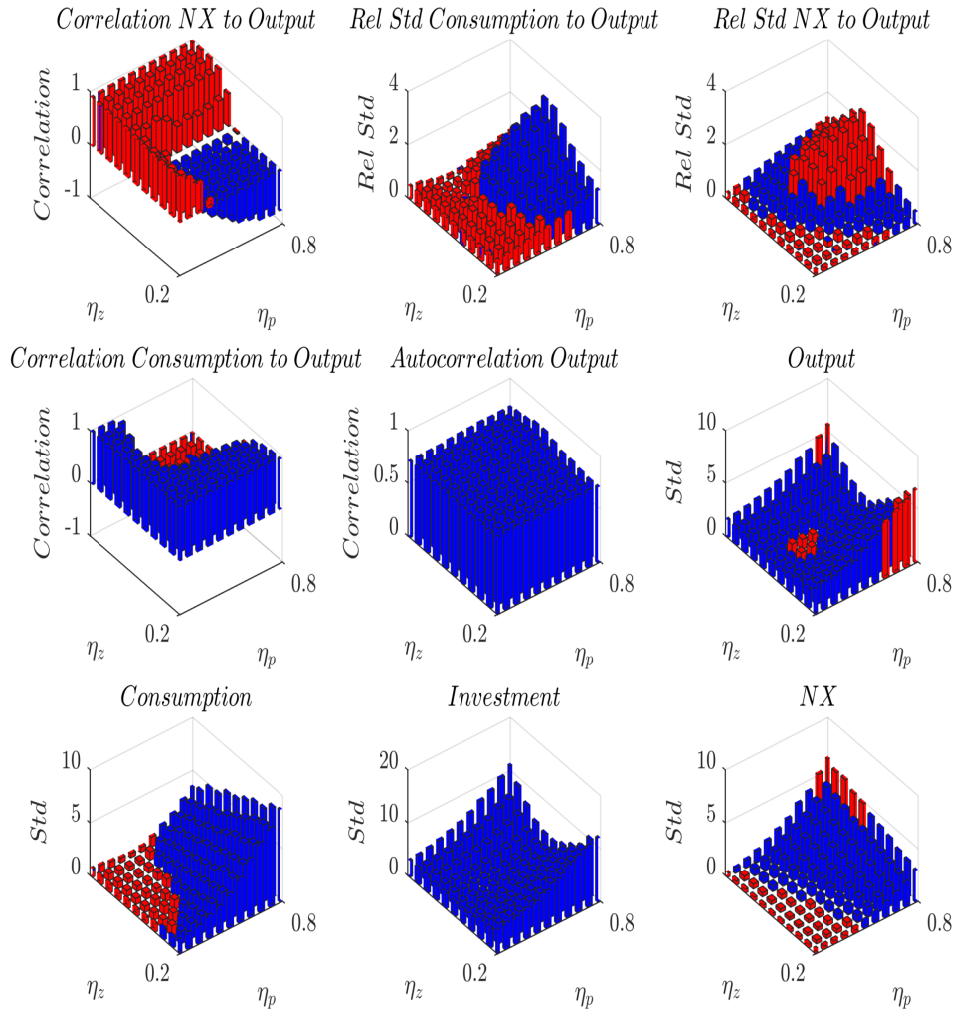 Correlation NX to Output
Correlation
1
0
-1
0.2
0.8
η_z
η_p
Rel Std Consumption to Output
Rel Std
4
2
0
0.2
0.8
η_z
η_p
Rel Std NX to Output
Rel Std
4
2
0
0.2
0.8
η_z
η_p
Correlation Consumption to Output
Correlation
1
0
-1
0.2
0.8
η_z
η_p
Autocorrelation Output
Correlation
1
0.5
0
0.2
0.8
η_z
η_p
Output
Std
10
5
0
0.2
0.8
η_z
η_p
Consumption
Std
10
5
0
0.2
0.8
η_z
η_p
Investment
Std
20
10
0
0.2
0.8
η_z
η_p
NX
Std
10
5
0
0.2
0.8
η_z
η_p